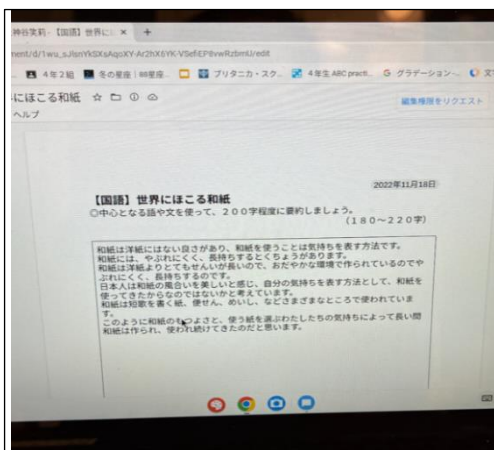 神谷笑莉 - 【国語】世界に
4年2組 冬の星座｜88星座... ブリタニカ・スク... 4年生 ABC practi... グラデーション-...
にほこる和紙
編集権限をリクエスト
ヘルプ
2022年11月18日
【国語】世界にほこる和紙
◎中心となる語や文を使って、２００字程度に要約しましょう。
（１８０～２２０字）
和紙は洋紙にはない良さがあり、和紙を使うことは気持ちを表す方法です。
和紙には、やぶれにくく、長持ちするとくちょうがあります。
和紙は洋紙よりとてもせんいが長いので、おだやかな環境で作られているのでや
ぶれにくく、長持ちするのです。
日本人は和紙の風合いを美しいと感じ、自分の気持ちを表す方法として、和紙を
使ってきたからなのではないかと考えています。
和紙は短歌を書く紙、便せん、めいし、などさまざまなところで使われていま
す。
このように和紙のもつよさと、使う紙を選ぶわたしたちの気持ちによって長い間
和紙は作られ、使われ続けてきたのだと思います。